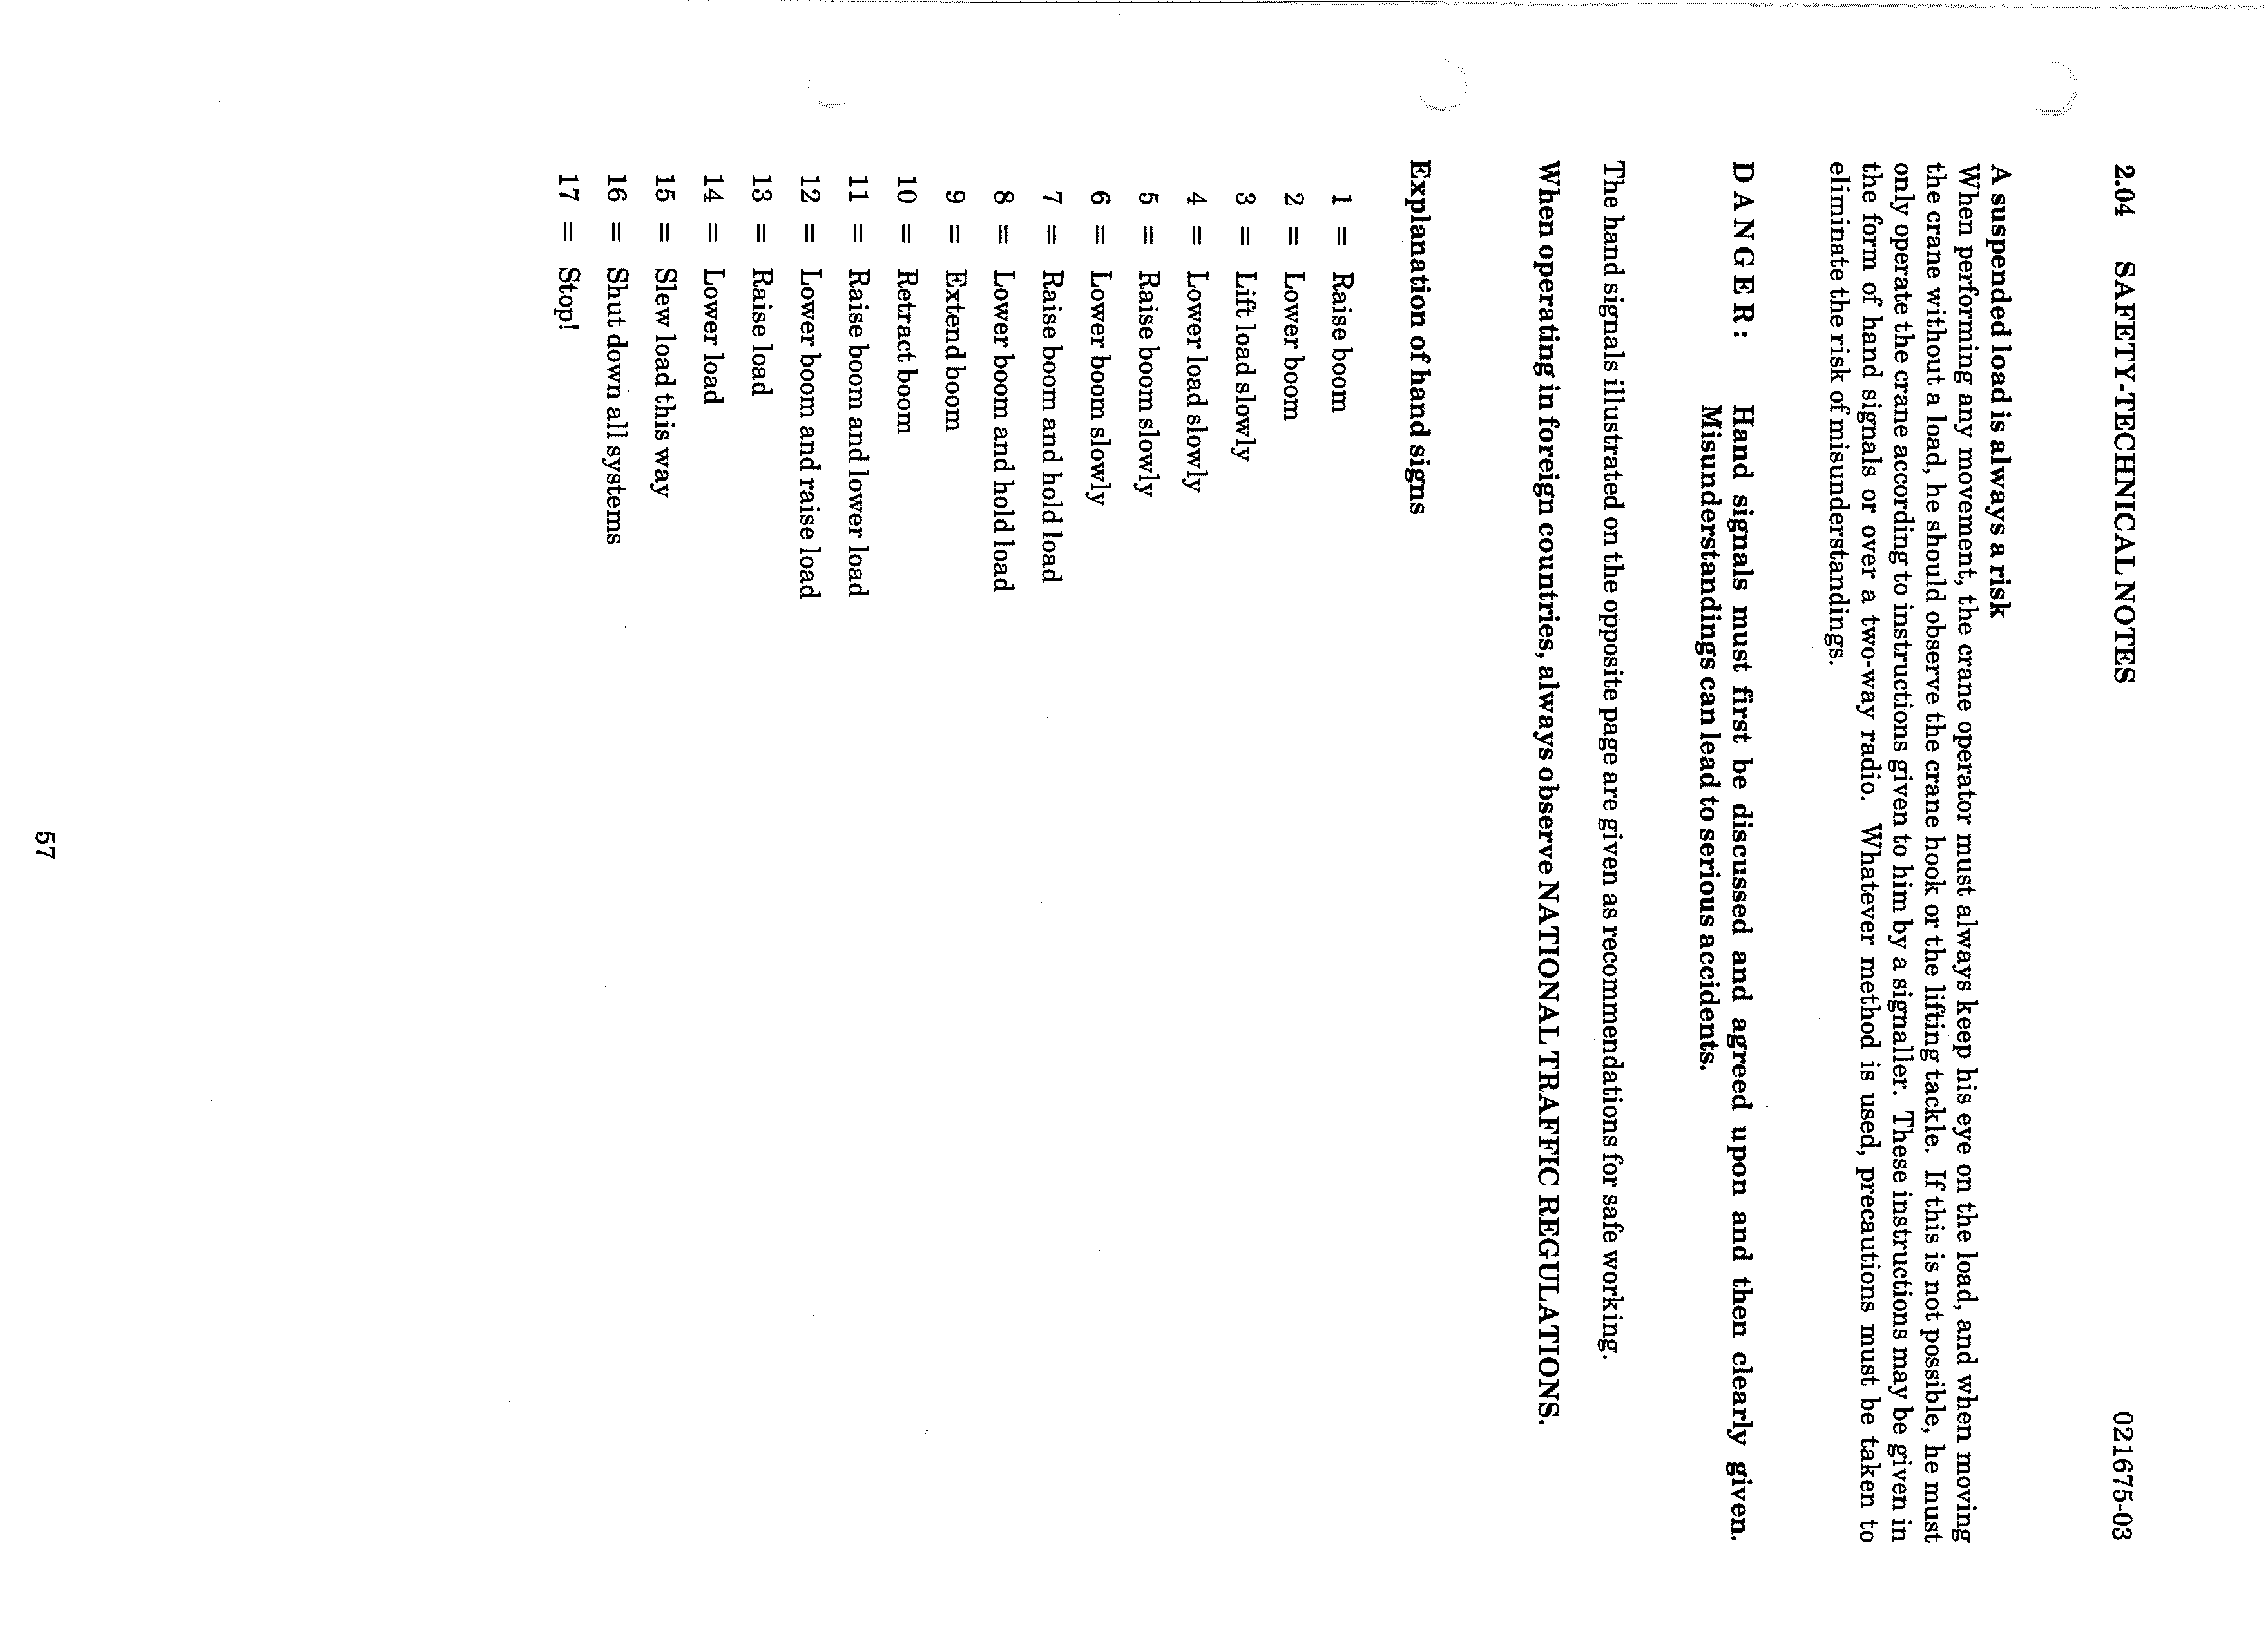 2.04 SAFETY-TECHNICAL NOTES 021675-03
A suspended load is always a risk
When performing any movement, the crane operator must always keep his eye on the load, and when moving
the crane without a load, he should observe the crane hook or the lifting tackle. If this is not possible, he must
only operate the crane according to instructions given to him by a signaller. These instructions may be given in
the form of hand signals or over a two-way radio. Whatever method is used, precautions must be taken to
eliminate the risk of misunderstandings.
DANGER: Hand signals must first be discussed and agreed upon and then clearly given.
Misunderstandings can lead to serious accidents.
The hand signals illustrated on the opposite page are given as recommendations for safe working.
When operating in foreign countries, always observe NATIONAL TRAFFIC REGULATIONS.
Explanation of hand signs
1 = Raise boom
2 = Lower boom
3 = Lift load slowly
4 = Lower load slowly
5 = Raise boom slowly
6 = Lower boom slowly
7 = Raise boom and hold load
8 = Lower boom and hold load
9 = Extend boom
10 = Retract boom
11 = Raise boom and lower load
12 = Lower boom and raise load
13 = Raise load
14 = Lower load
15 = Slew load this way
16 = Shut down all systems
17 = Stop!
57